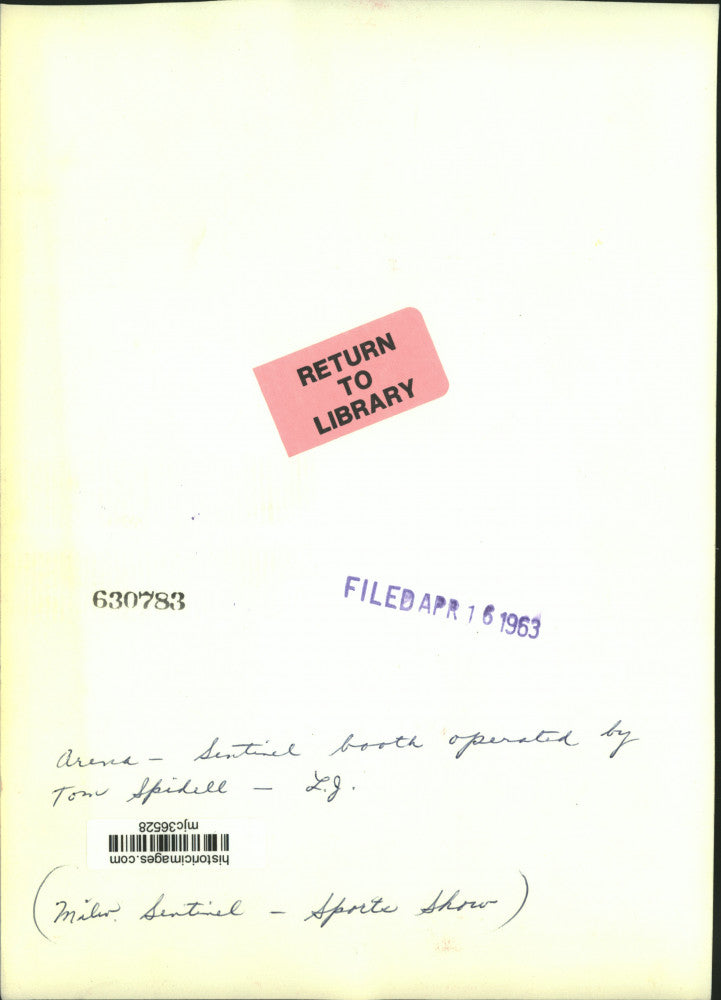 RETURN
TO
LIBRARY
630783
FILED APR 16 1963
Arena – Sentinel booth operated by
Tom Spidell – L.J.
mjc36528
historicimages.com
(Milw. Sentinel – Sports Show)